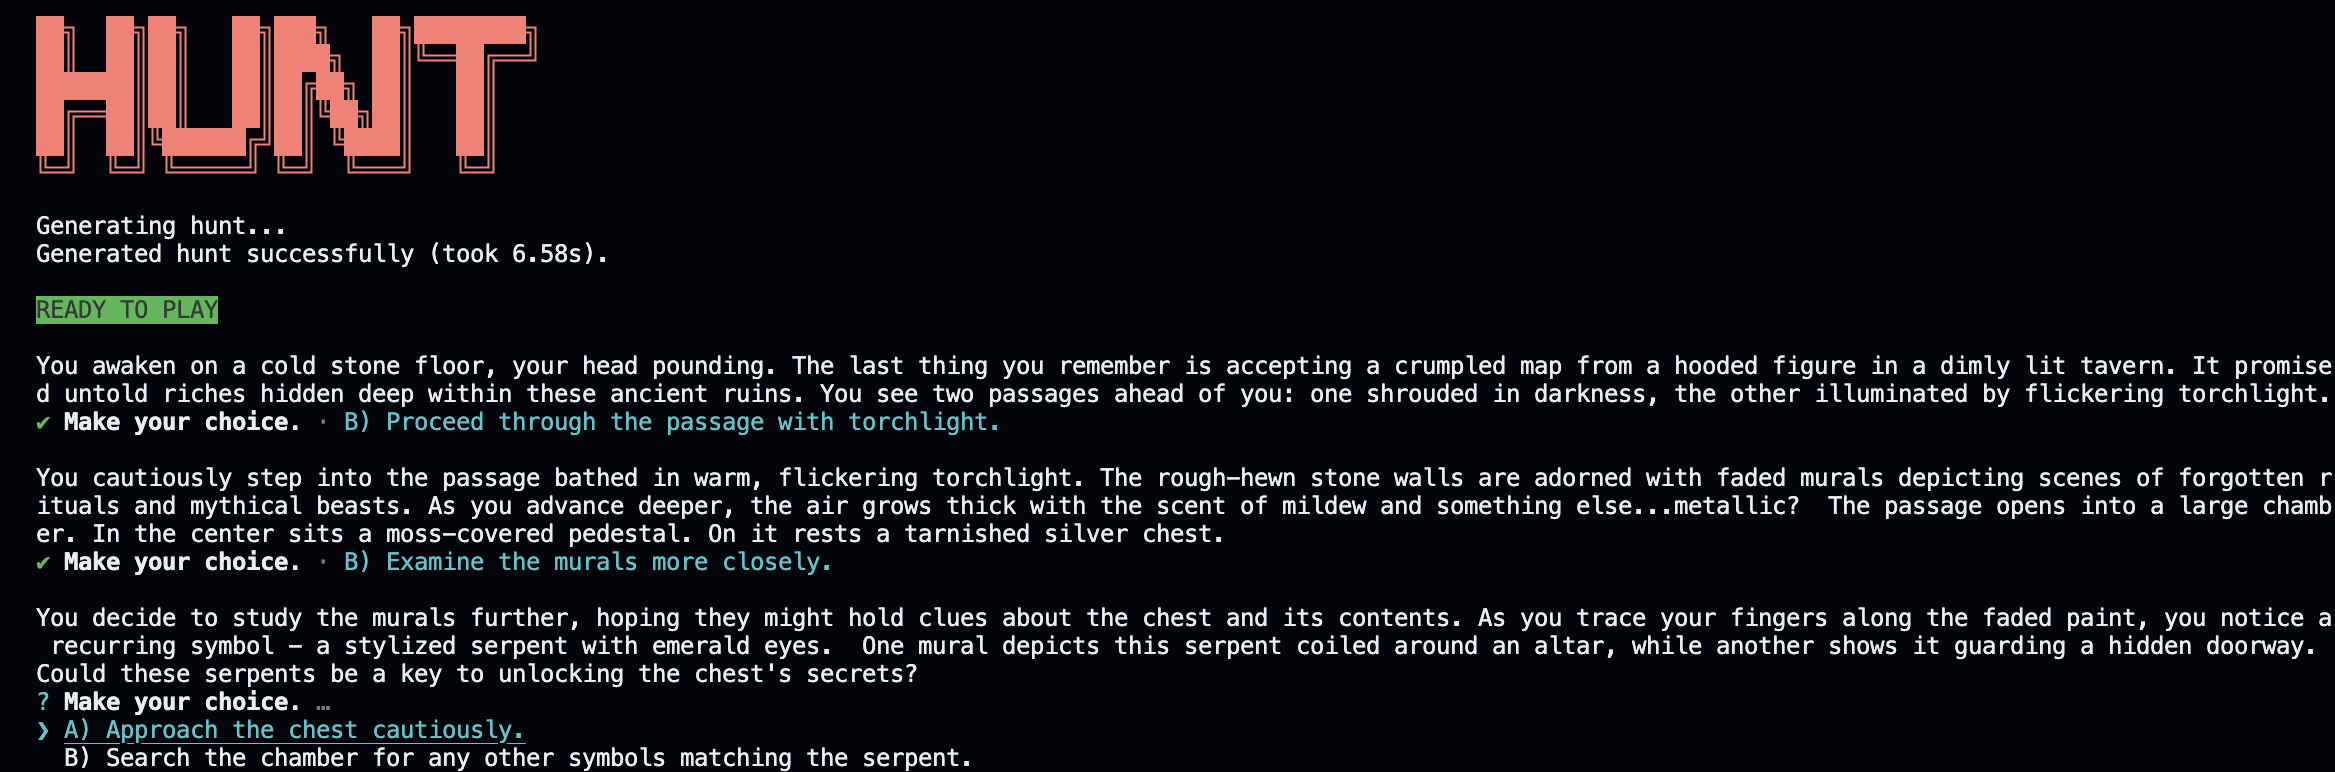 HUNT
Generating hunt...
Generated hunt successfully (took 6.58s).
READY TO PLAY
You awaken on a cold stone floor, your head pounding. The last thing you remember is accepting a crumpled map from a hooded figure in a dimly lit tavern. It promise
d untold riches hidden deep within these ancient ruins. You see two passages ahead of you: one shrouded in darkness, the other illuminated by flickering torchlight.
✔ Make your choice. · B) Proceed through the passage with torchlight.
You cautiously step into the passage bathed in warm, flickering torchlight. The rough-hewn stone walls are adorned with faded murals depicting scenes of forgotten r
ituals and mythical beasts. As you advance deeper, the air grows thick with the scent of mildew and something else...metallic?  The passage opens into a large chamb
er. In the center sits a moss-covered pedestal. On it rests a tarnished silver chest.
✔ Make your choice. · B) Examine the murals more closely.
You decide to study the murals further, hoping they might hold clues about the chest and its contents. As you trace your fingers along the faded paint, you notice a
 recurring symbol – a stylized serpent with emerald eyes.  One mural depicts this serpent coiled around an altar, while another shows it guarding a hidden doorway.
Could these serpents be a key to unlocking the chest's secrets?
? Make your choice. …
❯ A) Approach the chest cautiously.
B) Search the chamber for any other symbols matching the serpent.